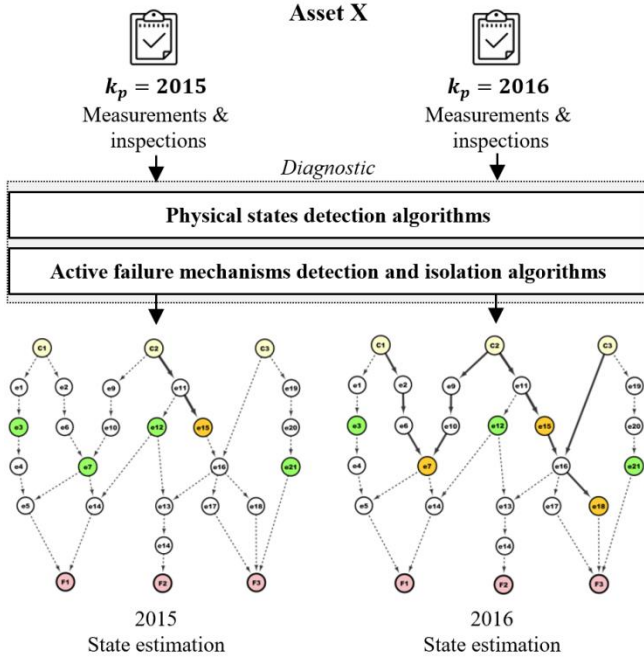 Asset X
k_p = 2015
Measurements &
inspections
k_p = 2016
Measurements &
inspections
Diagnostic
Physical states detection algorithms
Active failure mechanisms detection and isolation algorithms
C1 C2 C3
e1 e2 e9 e11 e19
e3 e6 e10 e12 e15 e20
e4 e7 e16 e21
e5 e14 e13 e17 e18
e14
F1 F2 F3
2015
State estimation
C1 C2 C3
e1 e2 e9 e11 e19
e3 e6 e10 e12 e15 e20
e4 e7 e16 e21
e5 e14 e13 e17 e18
e14
F1 F2 F3
2016
State estimation